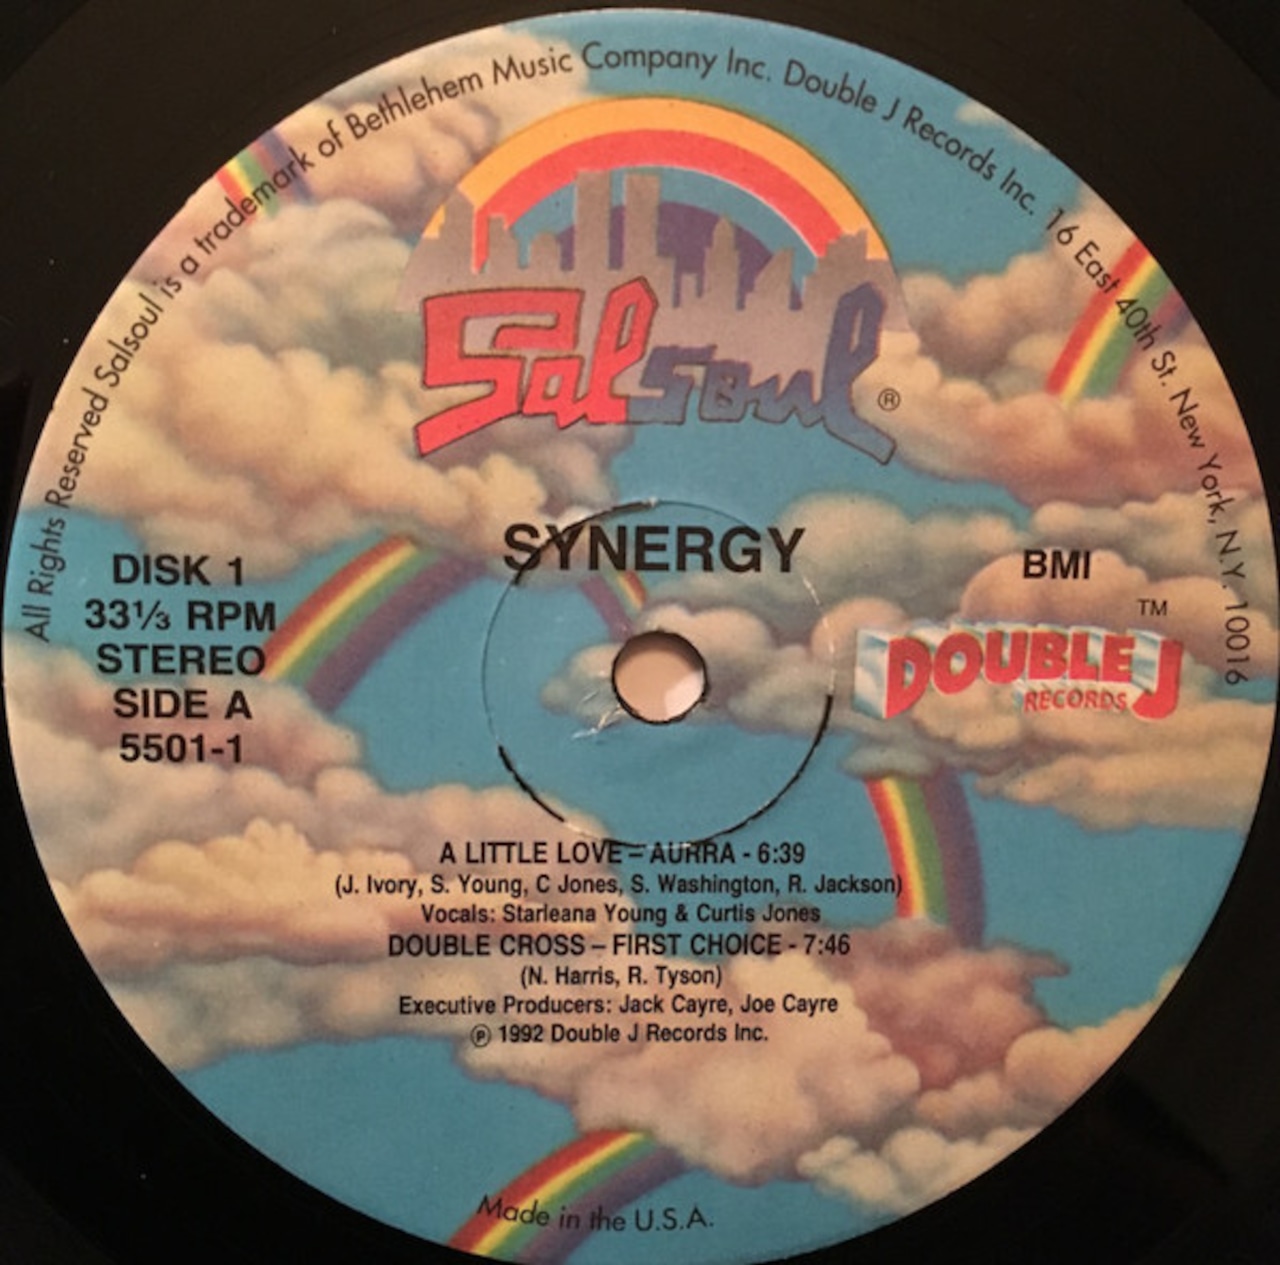 All Rights Reserved Salsoul is a trademark of Bethlehem Music Company Inc. Double J Records Inc. 16 East 40th St. New York, N.Y. 10016
Salsoul ®
SYNERGY
DISK 1
33⅓ RPM
STEREO
SIDE A
5501-1
BMI
DOUBLE J ™
RECORDS
A LITTLE LOVE – AURRA - 6:39
(J. Ivory, S. Young, C Jones, S. Washington, R. Jackson)
Vocals: Starleana Young & Curtis Jones
DOUBLE CROSS – FIRST CHOICE - 7:46
(N. Harris, R. Tyson)
Executive Producers: Jack Cayre, Joe Cayre
℗ 1992 Double J Records Inc.
Made in the U.S.A.